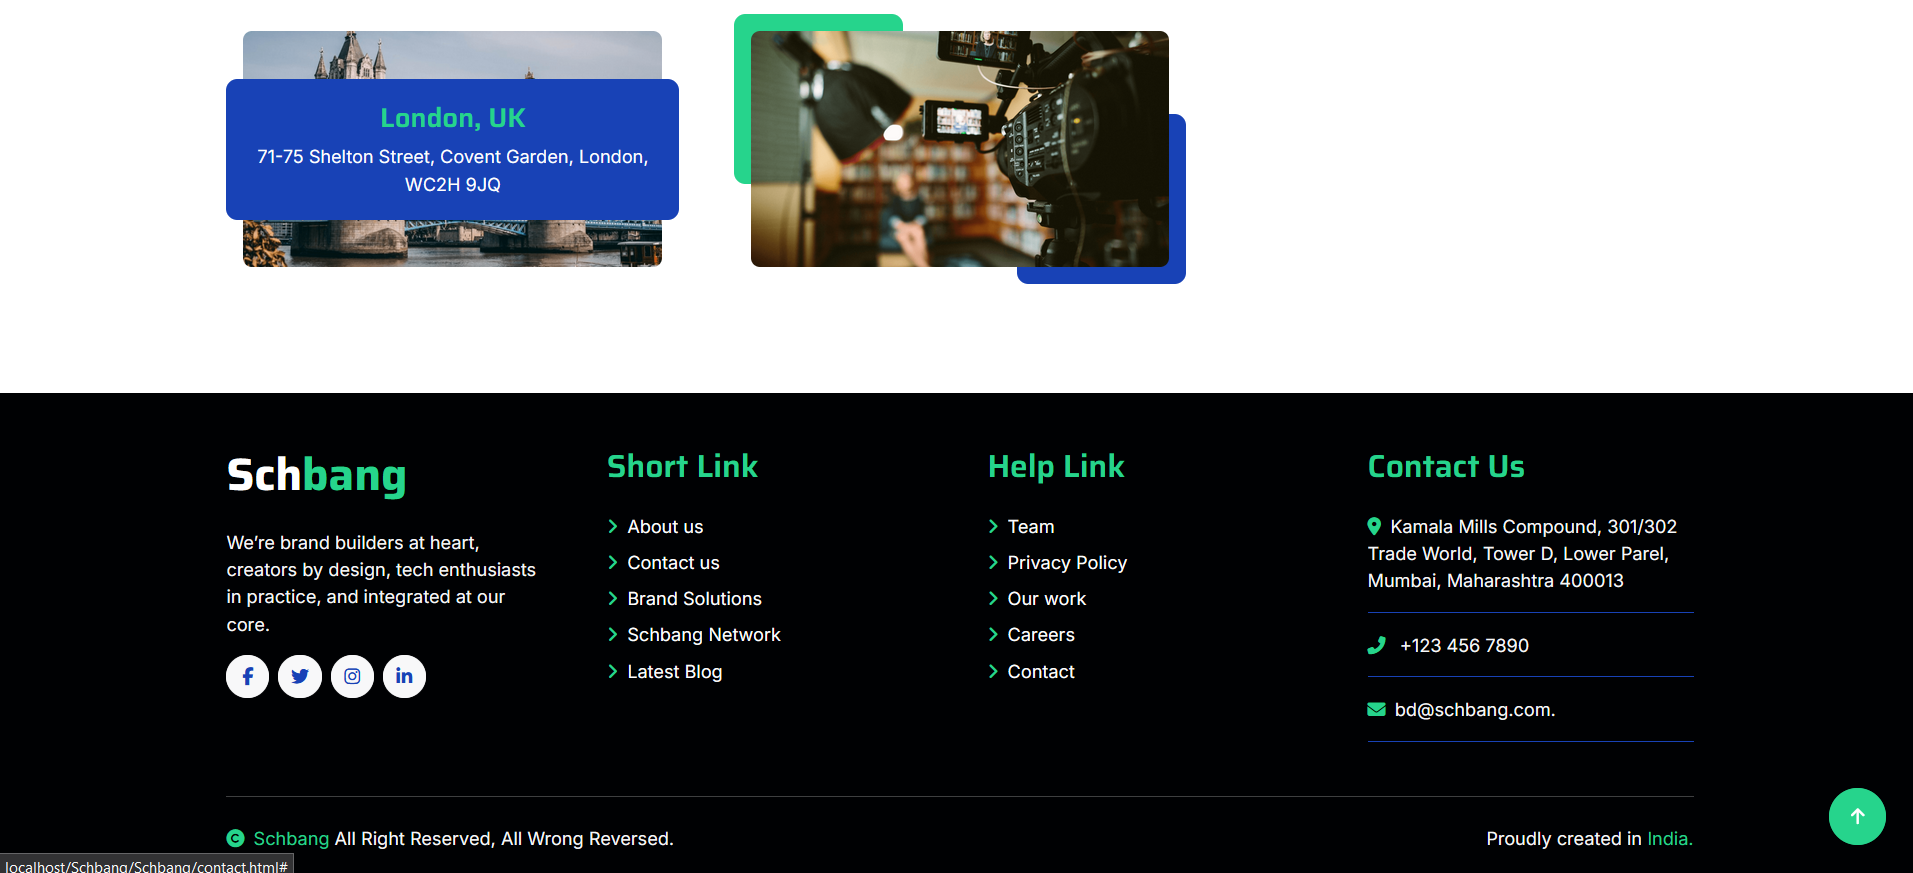 London, UK
71-75 Shelton Street, Covent Garden, London,
WC2H 9JQ
Schbang
We’re brand builders at heart,
creators by design, tech enthusiasts
in practice, and integrated at our
core.
Short Link
About us
Contact us
Brand Solutions
Schbang Network
Latest Blog
Help Link
Team
Privacy Policy
Our work
Careers
Contact
Contact Us
Kamala Mills Compound, 301/302
Trade World, Tower D, Lower Parel,
Mumbai, Maharashtra 400013
+123 456 7890
bd@schbang.com.
© Schbang All Right Reserved, All Wrong Reversed.
Proudly created in India.
localhost/Schbang/Schbang/contact.html#